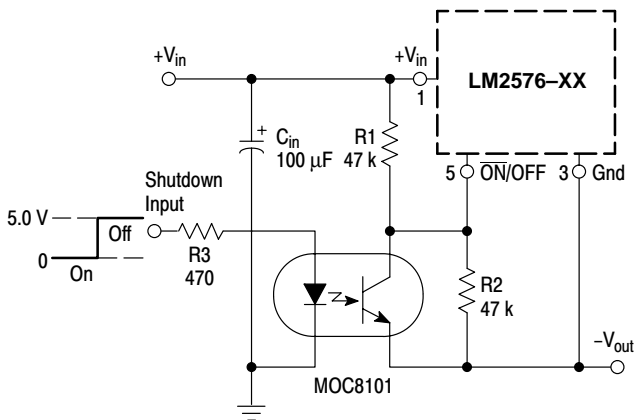 +Vin
+Vin
1
LM2576–XX
Cin
100 µF
R1
47 k
5
ON/OFF
3
Gnd
Shutdown
Input
5.0 V
Off
0
On
R3
470
R2
47 k
–Vout
MOC8101